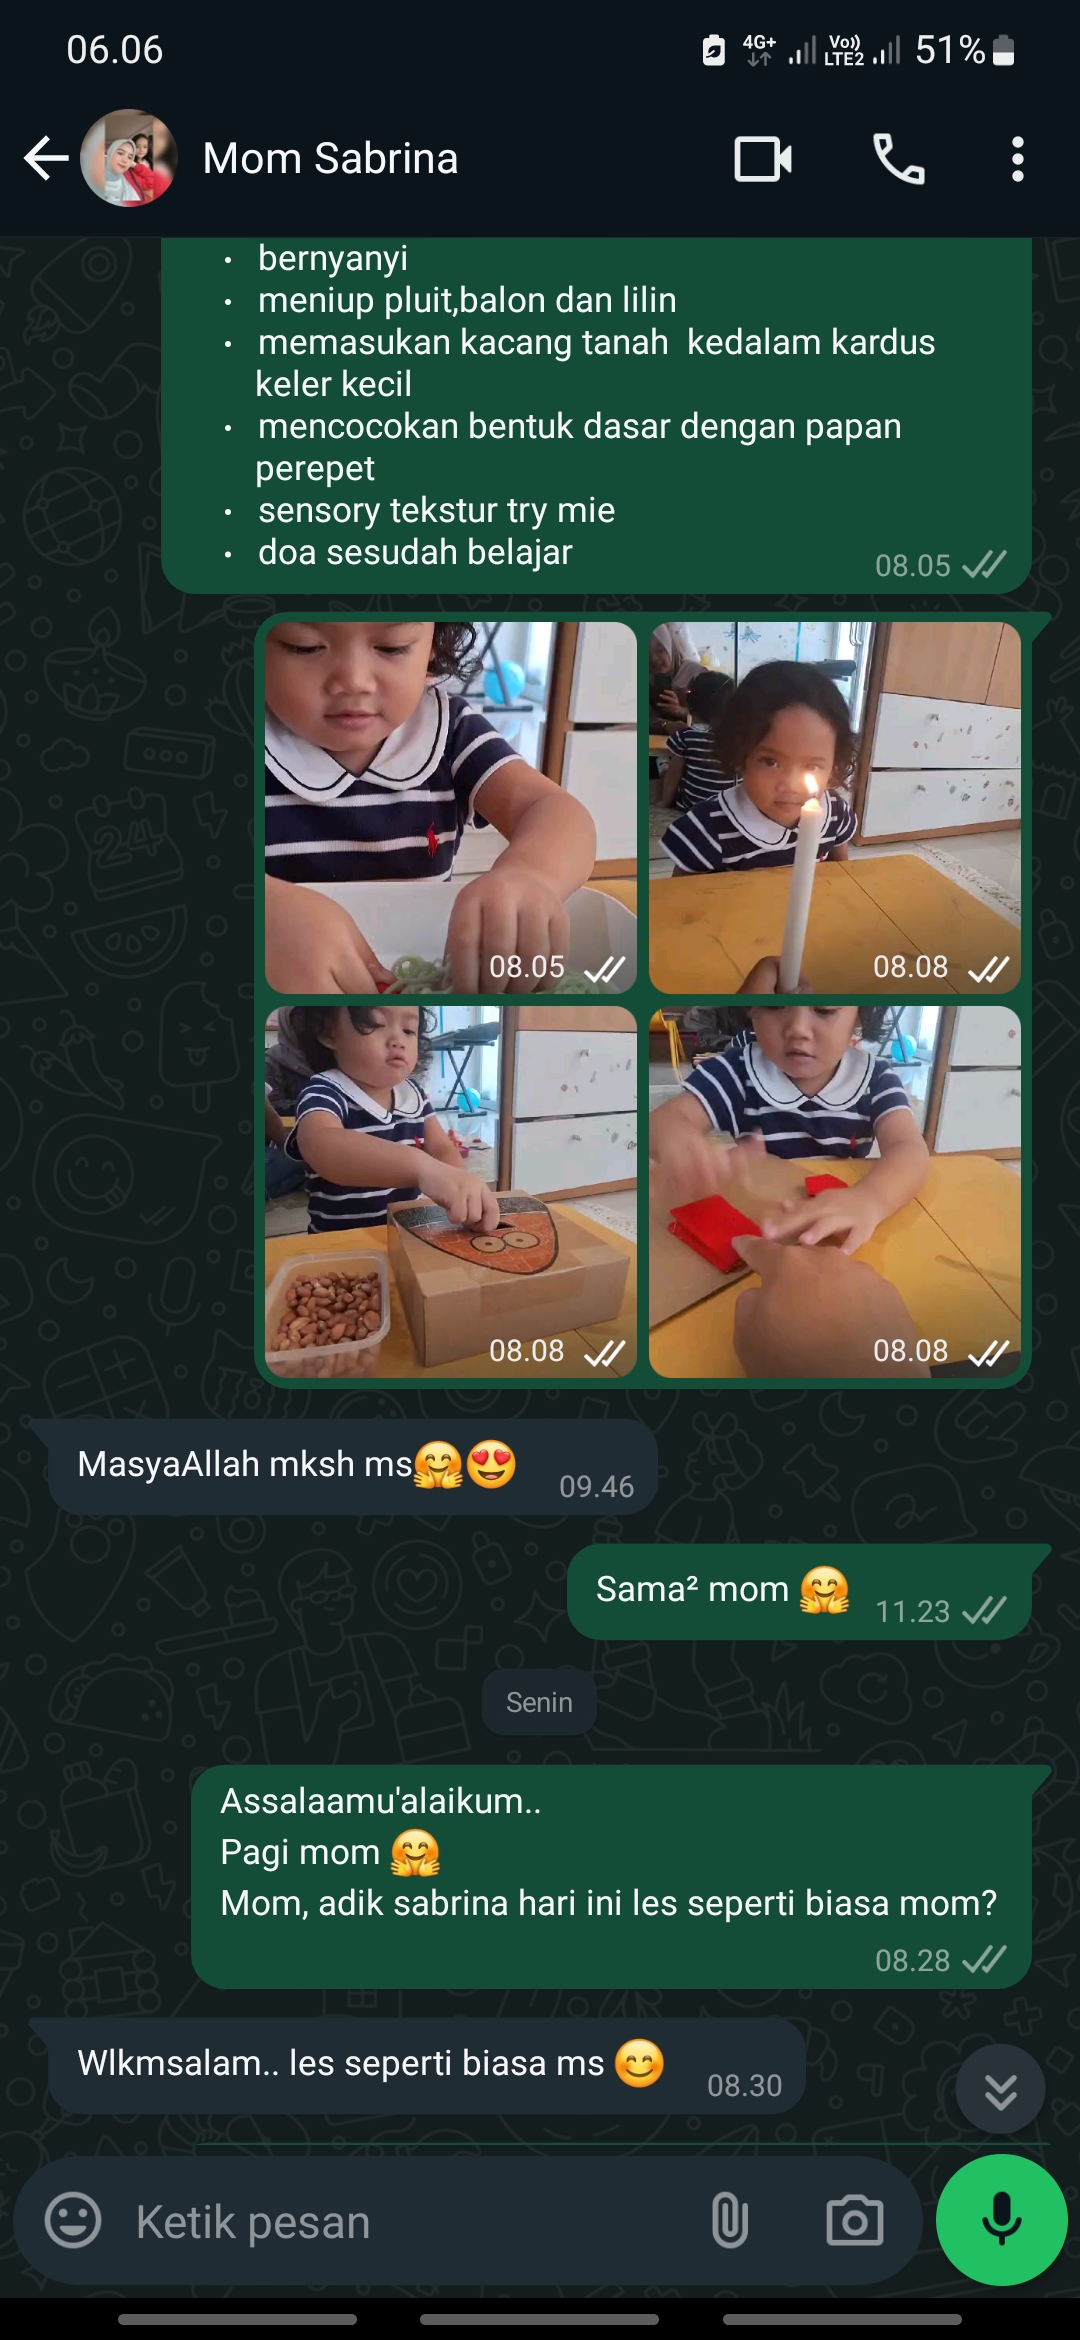 06.06
4G+ Vo)) LTE2 51%
Mom Sabrina
• bernyanyi
• meniup pluit,balon dan lilin
• memasukan kacang tanah  kedalam kardus
keler kecil
• mencocokan bentuk dasar dengan papan
perepet
• sensory tekstur try mie
• doa sesudah belajar
08.05
08.05
08.08
08.08
08.08
MasyaAllah mksh ms🤗😍
09.46
Sama² mom 🤗
11.23
Senin
Assalaamu'alaikum..
Pagi mom 🤗
Mom, adik sabrina hari ini les seperti biasa mom?
08.28
Wlkmsalam.. les seperti biasa ms 😊
08.30
Ketik pesan